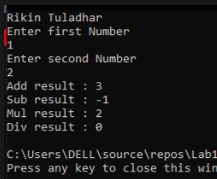 Rikin Tuladhar
Enter first Number
1
Enter second Number
2
Add result : 3
Sub result : -1
Mul result : 2
Div result : 0
C:\Users\DELL\source\repos\Lab1
Press any key to close this win